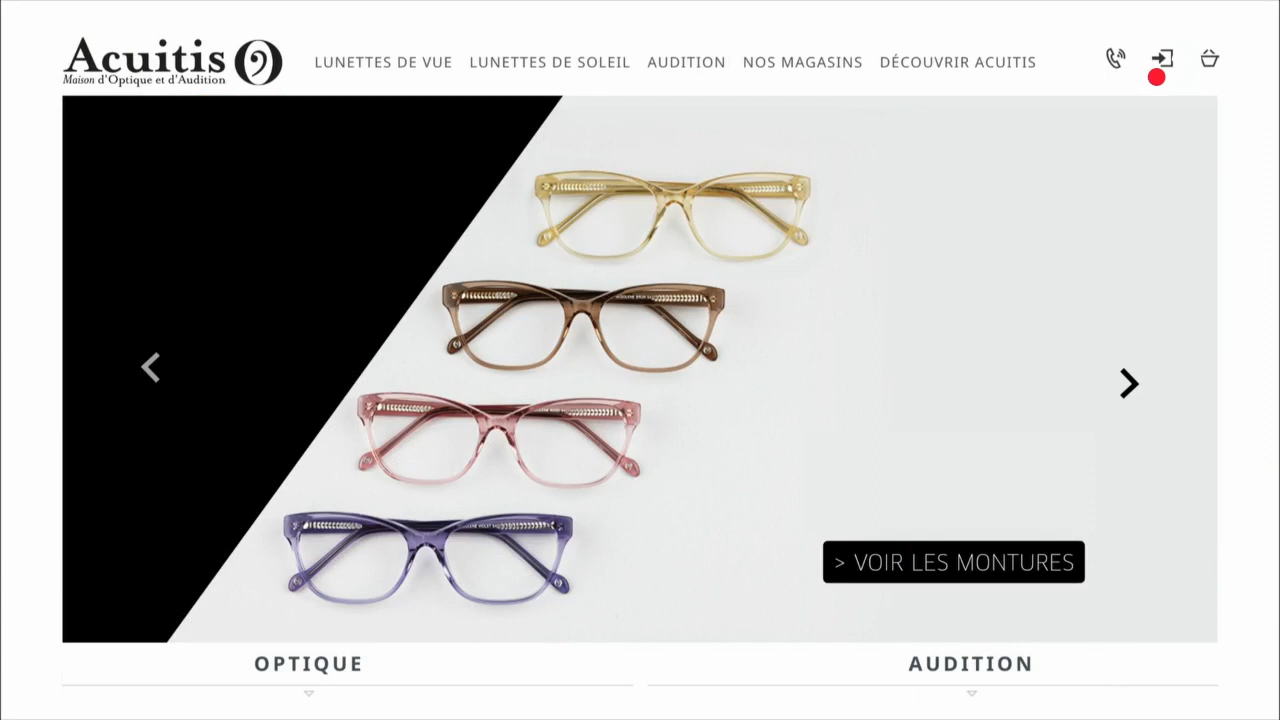 Acuitis
Maison d'Optique et d'Audition
LUNETTES DE VUE LUNETTES DE SOLEIL AUDITION NOS MAGASINS DÉCOUVRIR ACUITIS
> VOIR LES MONTURES
OPTIQUE AUDITION